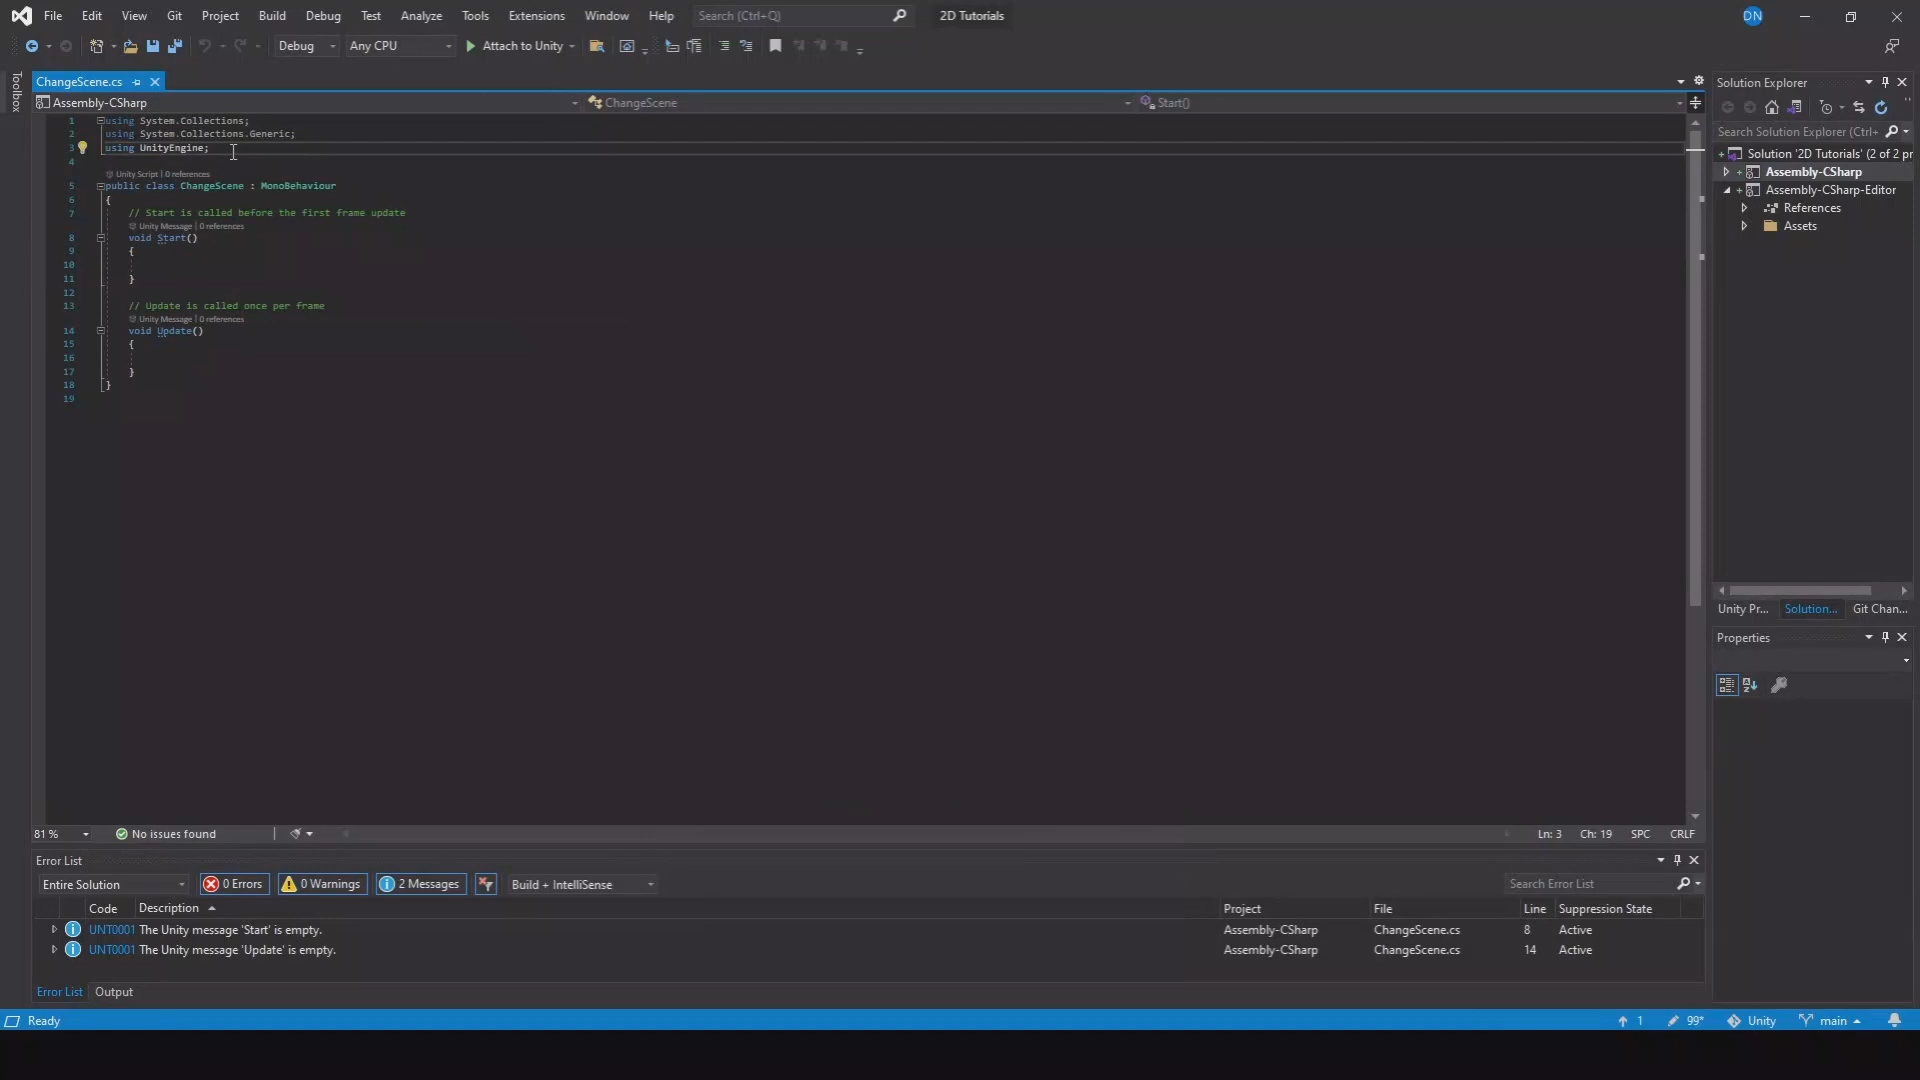 File Edit View Git Project Build Debug Test Analyze Tools Extensions Window Help Search (Ctrl+Q) 2D Tutorials DN
Debug Any CPU Attach to Unity
Toolbox
ChangeScene.cs
Assembly-CSharp ChangeScene Start()
1 using System.Collections;
2 using System.Collections.Generic;
3 using UnityEngine;
4
Unity Script | 0 references
5 public class ChangeScene : MonoBehaviour
6 {
7 // Start is called before the first frame update
Unity Message | 0 references
8 void Start()
9 {
10
11 }
12
13 // Update is called once per frame
Unity Message | 0 references
14 void Update()
15 {
16
17 }
18 }
19
81 % No issues found Ln: 3 Ch: 19 SPC CRLF
Error List
Entire Solution 0 Errors 0 Warnings 2 Messages Build + IntelliSense Search Error List
Code Description Project File Line Suppression State
UNT0001 The Unity message 'Start' is empty. Assembly-CSharp ChangeScene.cs 8 Active
UNT0001 The Unity message 'Update' is empty. Assembly-CSharp ChangeScene.cs 14 Active
Error List Output
Solution Explorer
Search Solution Explorer (Ctrl+
Solution '2D Tutorials' (2 of 2 pr
Assembly-CSharp
Assembly-CSharp-Editor
References
Assets
Unity Pr... Solution... Git Chan...
Properties
Ready 1 99* Unity main